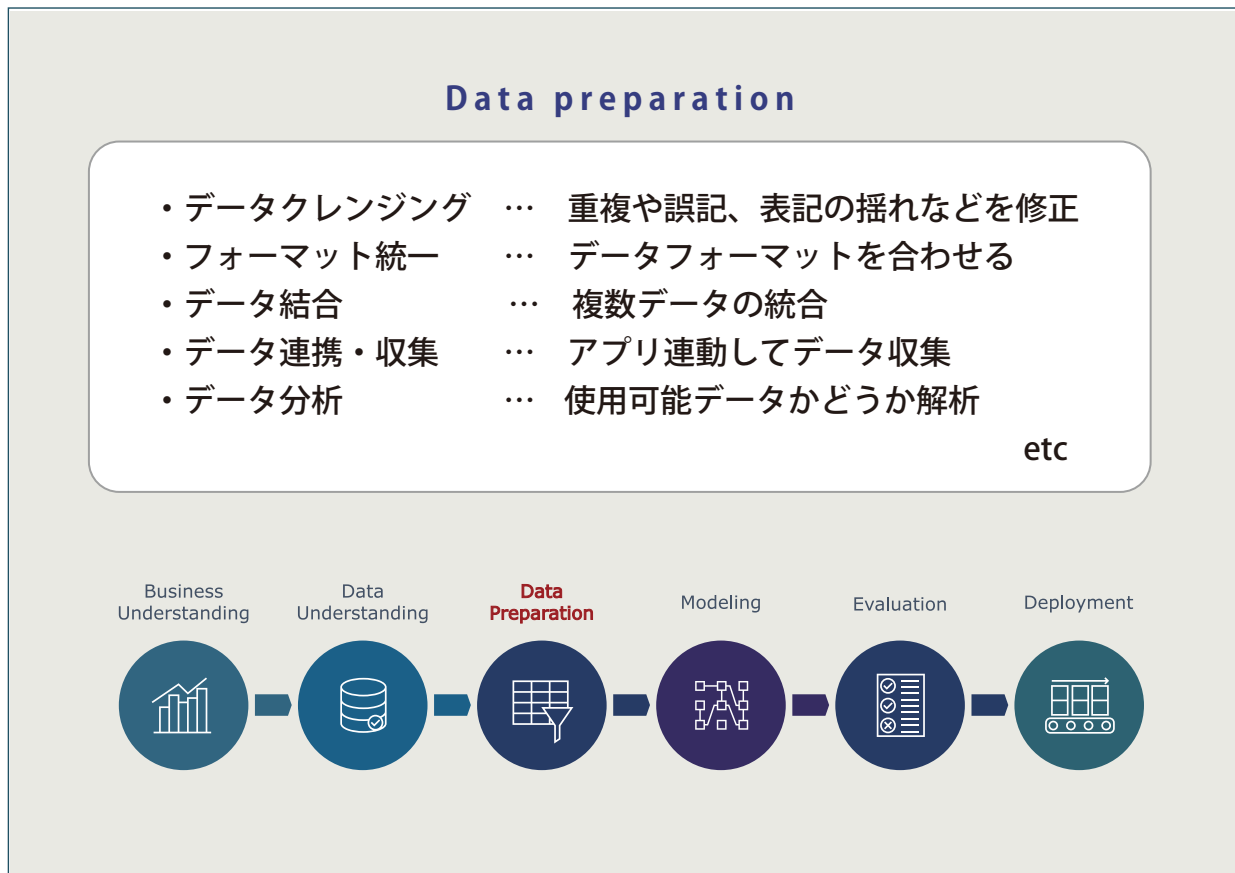 Data preparation
・データクレンジング … 重複や誤記、表記の揺れなどを修正
・フォーマット統一 … データフォーマットを合わせる
・データ結合 … 複数データの統合
・データ連携・収集 … アプリ連動してデータ収集
・データ分析 … 使用可能データかどうか解析
etc
Business
Understanding
Data
Understanding
Data
Preparation
Modeling
Evaluation
Deployment